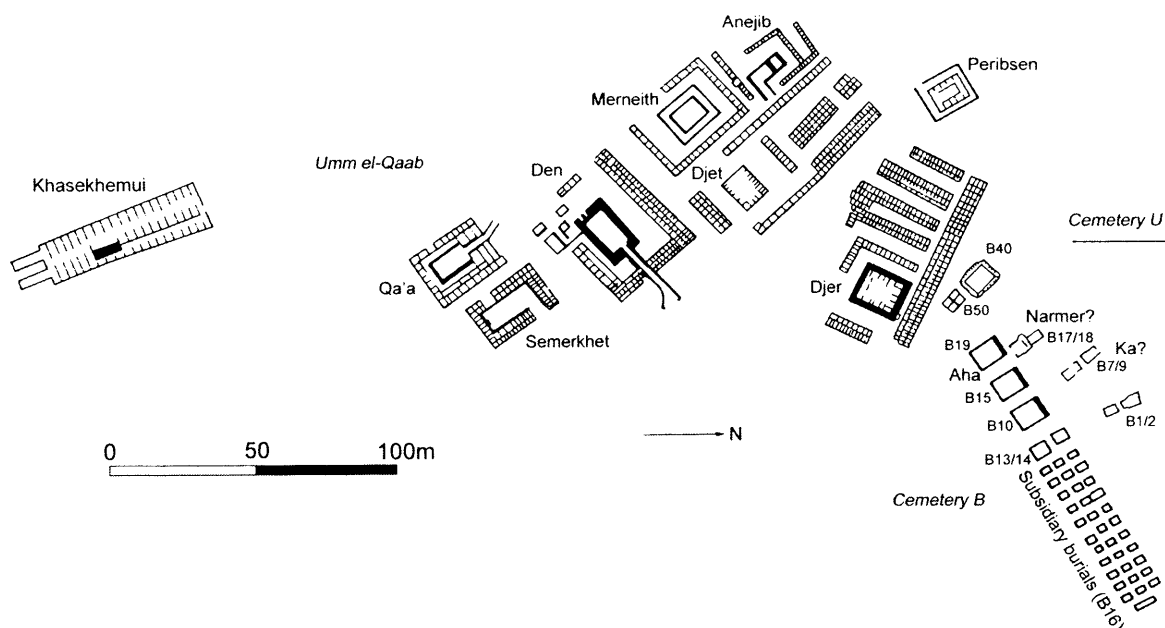 Anejib
Peribsen
Merneith
Umm el-Qaab
Khasekhemui
Den
Djet
Cemetery U
B40
Qa'a
Djer
B50
Narmer?
Semerkhet
B19
B17/18
Ka?
B7/9
Aha
B15
B1/2
B10
0
50
100m
N
B13/14
Cemetery B
Subsidiary burials (B16)